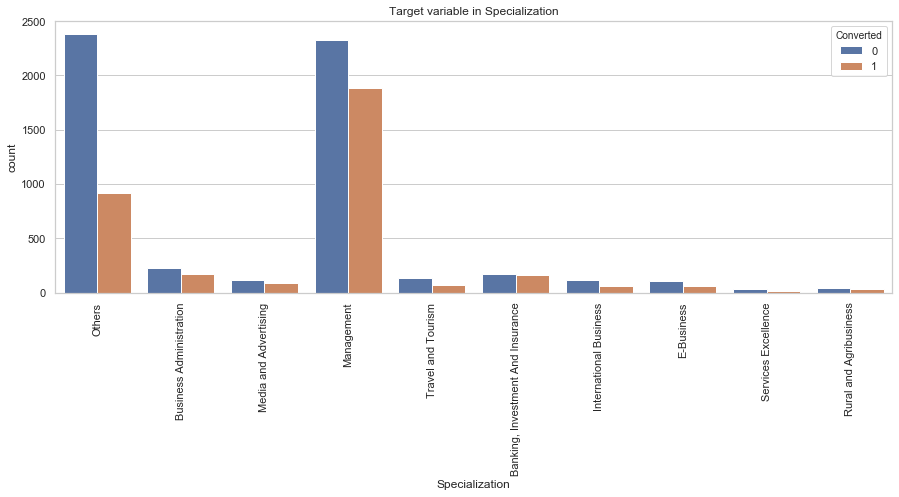 Target variable in Specialization
Converted
0
1
2500
2000
1500
1000
500
0
count
Others
Business Administration
Media and Advertising
Management
Travel and Tourism
Banking, Investment And Insurance
International Business
E-Business
Services Excellence
Rural and Agribusiness
Specialization